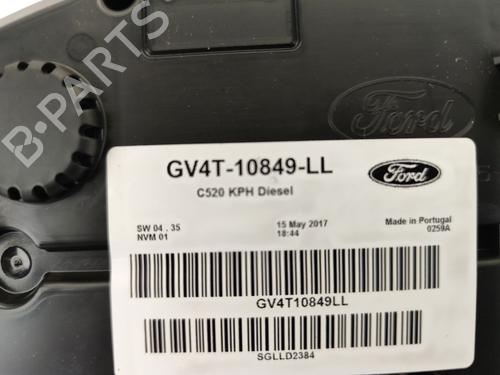 B-PARTS
Ford
GV4T-10849-LL
Ford
C520 KPH Diesel
SW 04 . 35
NVM 01
15 May 2017
18:44
Made in Portugal
0259A
GV4T10849LL
SGLLD2384